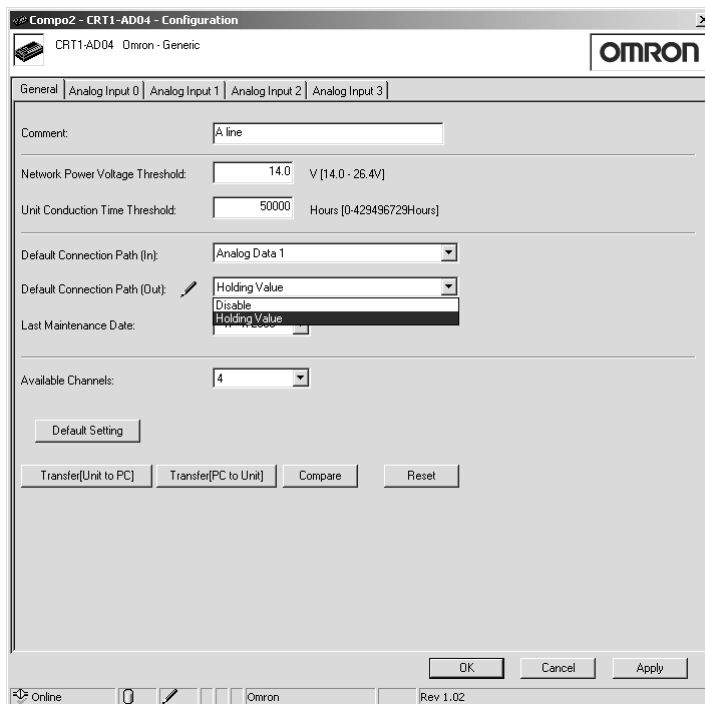 Compo2 - CRT1-AD04 - Configuration
CRT1-AD04 Omron - Generic
OMRON
General Analog Input 0 Analog Input 1 Analog Input 2 Analog Input 3
Comment: A line
Network Power Voltage Threshold: 14.0 V [14.0 - 26.4V]
Unit Conduction Time Threshold: 50000 Hours [0-429496729Hours]
Default Connection Path (In): Analog Data 1
Default Connection Path (Out): Holding Value
Disable
Holding Value
Last Maintenance Date:
Available Channels: 4
Default Setting
Transfer[Unit to PC] Transfer[PC to Unit] Compare Reset
OK Cancel Apply
Online Omron Rev 1.02